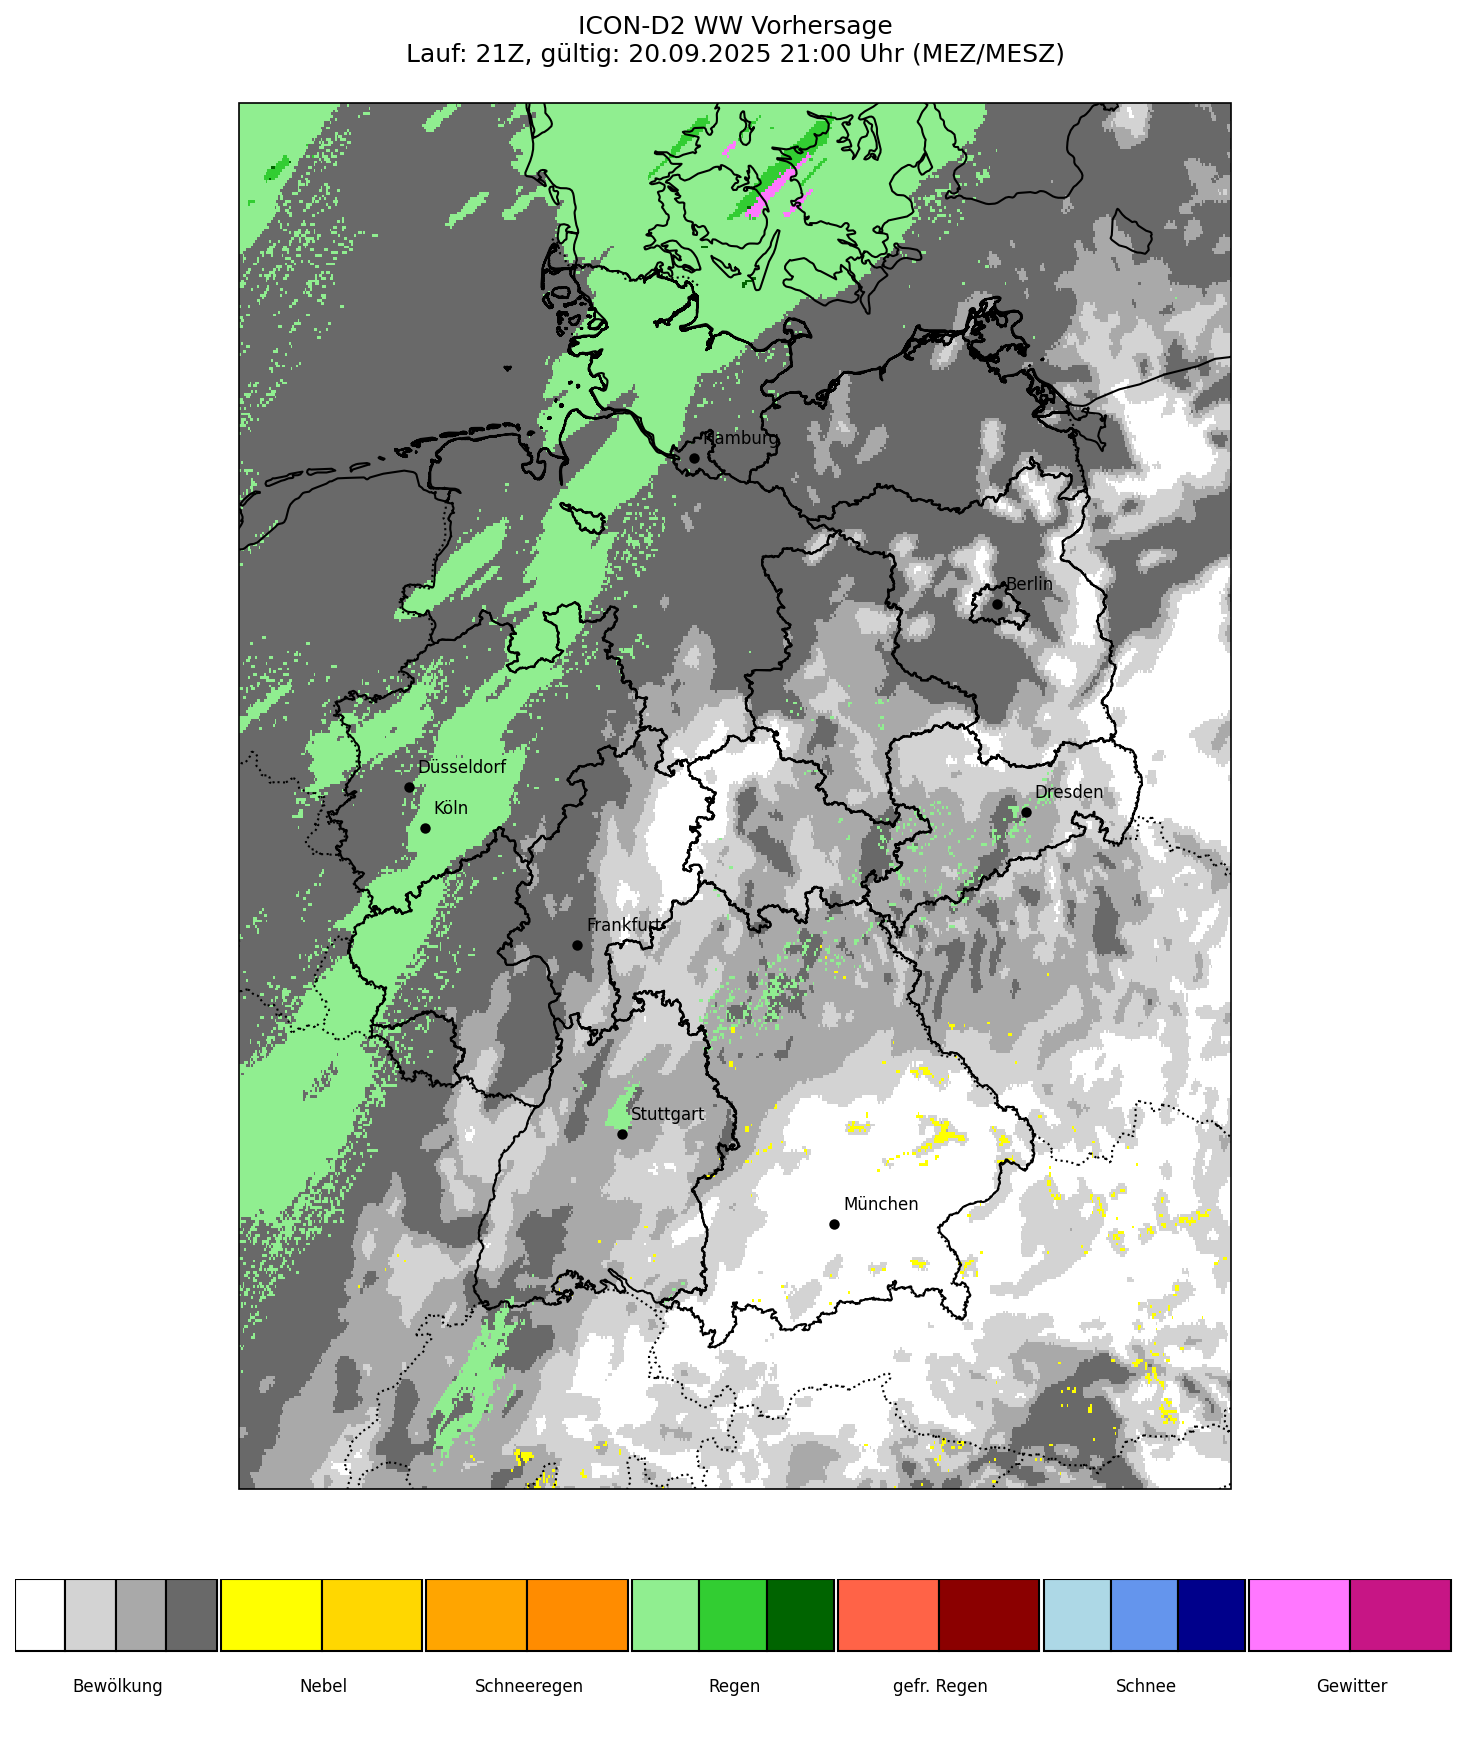 ICON-D2 WW Vorhersage
Lauf: 21Z, gültig: 20.09.2025 21:00 Uhr (MEZ/MESZ)
Hamburg
Berlin
Düsseldorf
Köln
Dresden
Frankfurt
Stuttgart
München
Bewölkung
Nebel
Schneeregen
Regen
gefr. Regen
Schnee
Gewitter